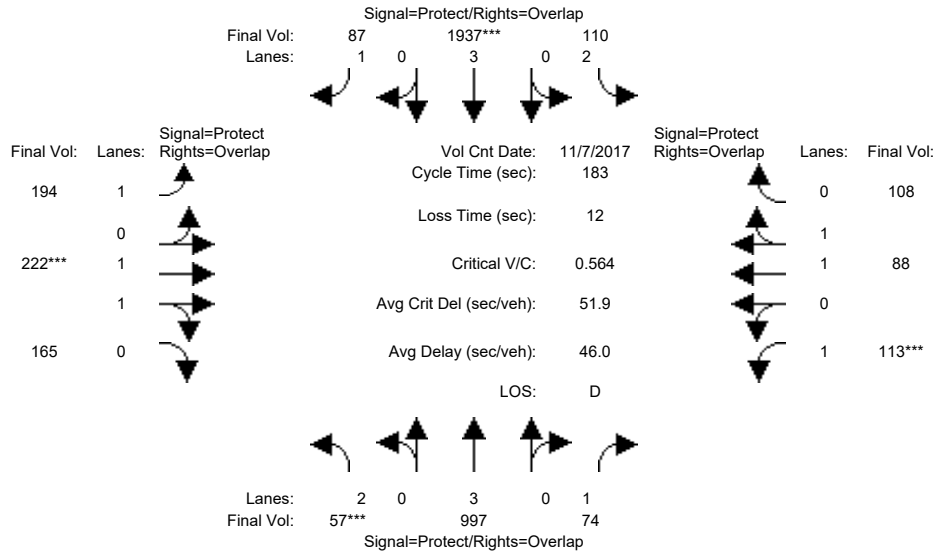 Signal=Protect/Rights=Overlap
Final Vol: 87 1937*** 110
Lanes: 1 0 3 0 2
Signal=Protect Signal=Protect
Final Vol: Lanes: Rights=Overlap Vol Cnt Date: 11/7/2017 Rights=Overlap Lanes: Final Vol:
Cycle Time (sec): 183
194 1 0 108
Loss Time (sec): 12
0 1
222*** 1 Critical V/C: 0.564 1 88
1 Avg Crit Del (sec/veh): 51.9 0
165 0 Avg Delay (sec/veh): 46.0 1 113***
LOS: D
Lanes: 2 0 3 0 1
Final Vol: 57*** 997 74
Signal=Protect/Rights=Overlap